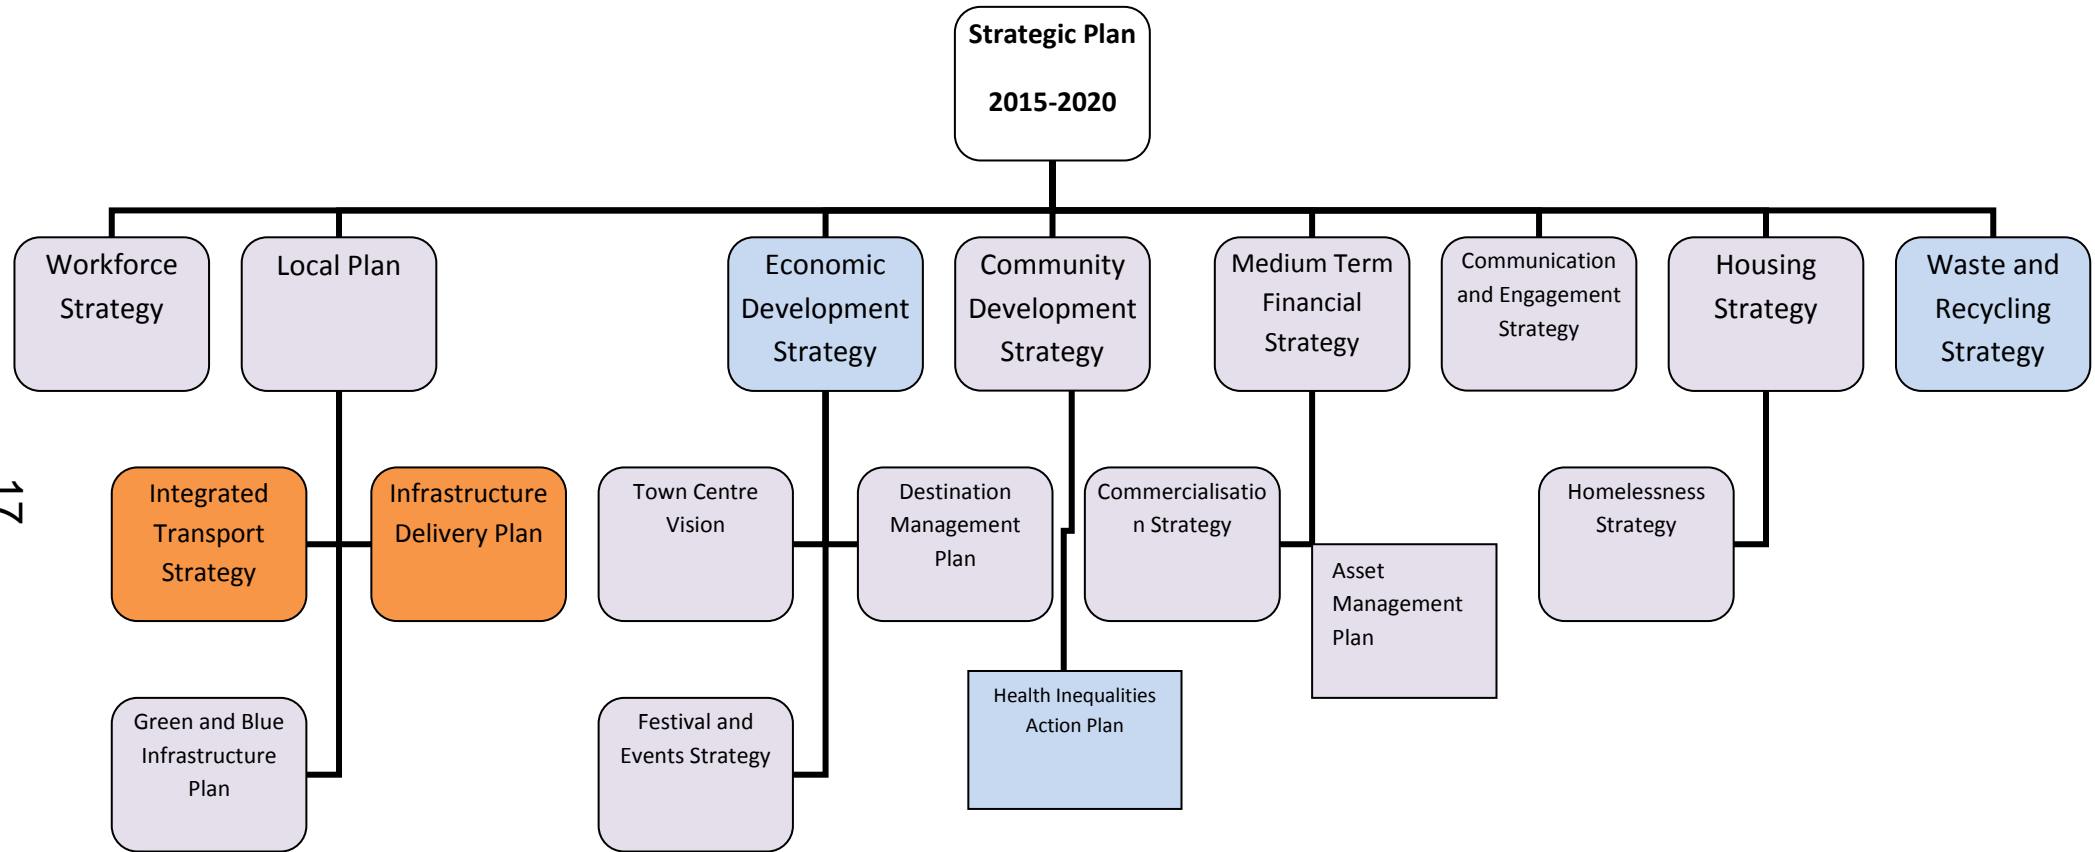 Strategic Plan
2015-2020
Workforce
Strategy
Local Plan
Economic
Development
Strategy
Community
Development
Strategy
Medium Term
Financial
Strategy
Communication
and Engagement
Strategy
Housing
Strategy
Waste and
Recycling
Strategy
Integrated
Transport
Strategy
Infrastructure
Delivery Plan
Town Centre
Vision
Destination
Management
Plan
Commercialisatio
n Strategy
Asset
Management
Plan
Homelessness
Strategy
17
Green and Blue
Infrastructure
Plan
Festival and
Events Strategy
Health Inequalities
Action Plan